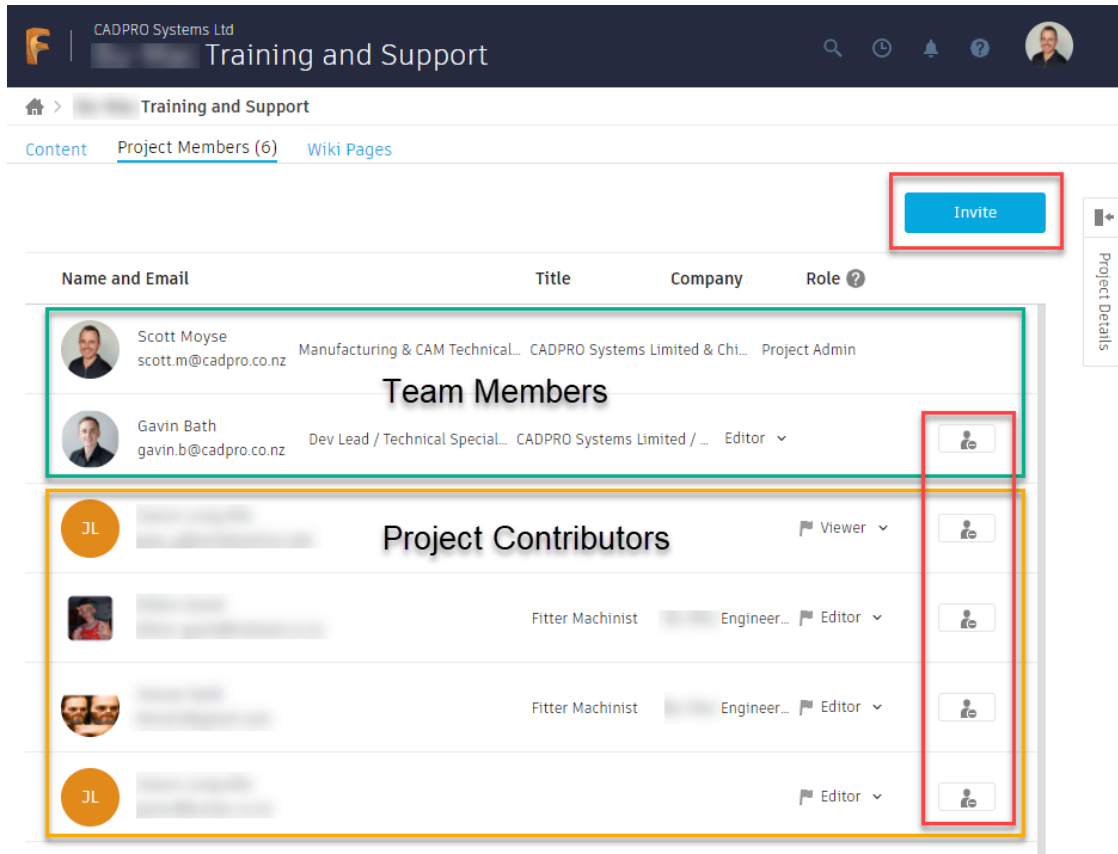 CADPRO Systems Ltd
Training and Support
Training and Support
Content Project Members (6) Wiki Pages
Invite
Project Details
Name and Email Title Company Role
Scott Moyse
scott.m@cadpro.co.nz
Manufacturing & CAM Technical... CADPRO Systems Limited & Chi... Project Admin
Team Members
Gavin Bath
gavin.b@cadpro.co.nz
Dev Lead / Technical Special... CADPRO Systems Limited / ... Editor
JL
Project Contributors
Viewer
Fitter Machinist Engineer... Editor
Fitter Machinist Engineer... Editor
JL Editor